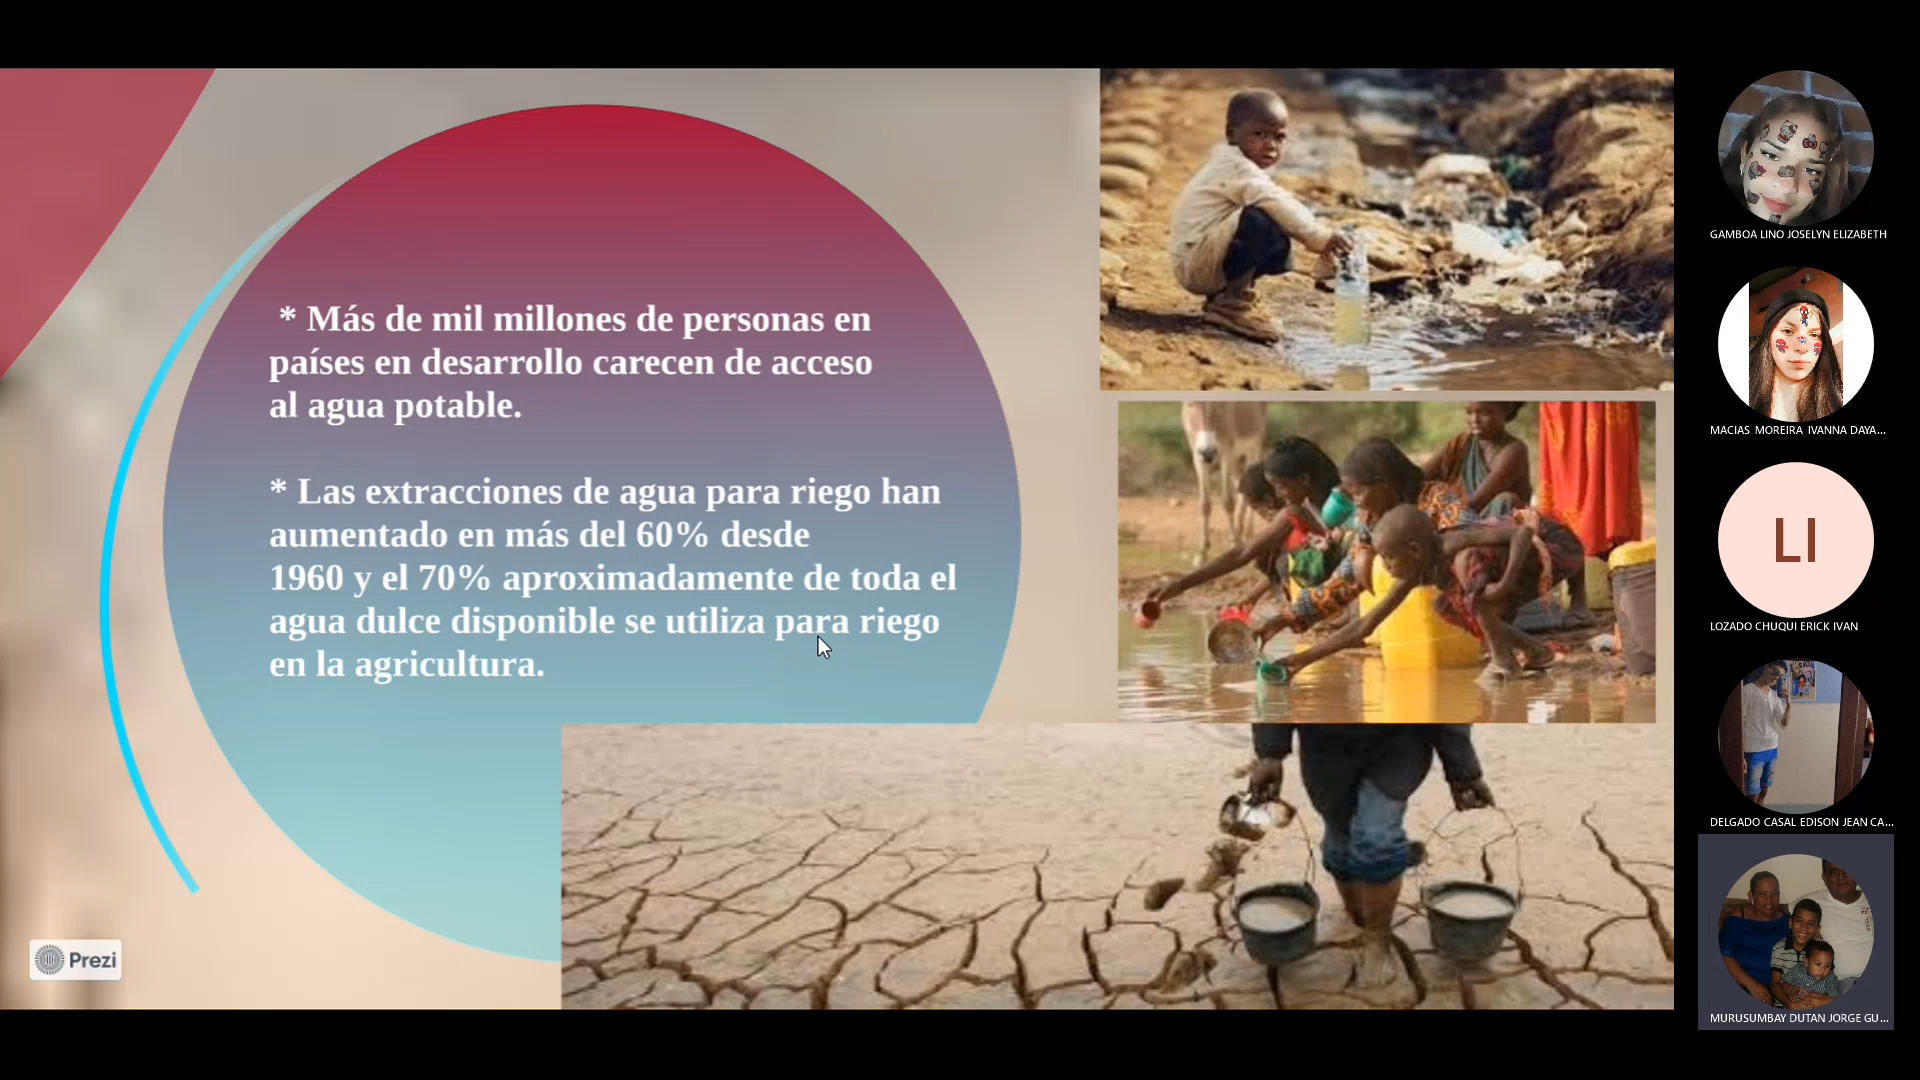 * Más de mil millones de personas en
países en desarrollo carecen de acceso
al agua potable.
* Las extracciones de agua para riego han
aumentado en más del 60% desde
1960 y el 70% aproximadamente de toda el
agua dulce disponible se utiliza para riego
en la agricultura.
Prezi
GAMBOA LINO JOSELYN ELIZABETH
MACIAS MOREIRA IVANNA DAYA...
LI
LOZADO CHUQUI ERICK IVAN
DELGADO CASAL EDISON JEAN CA...
MURUSUMBAY DUTAN JORGE GU...